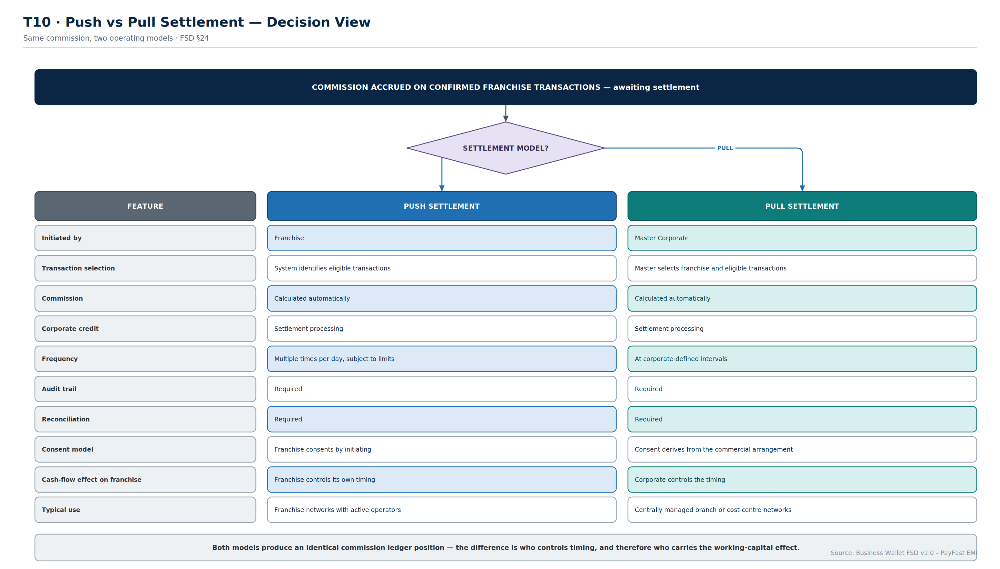 T10 · Push vs Pull Settlement — Decision View
Same commission, two operating models · FSD §24
COMMISSION ACCRUED ON CONFIRMED FRANCHISE TRANSACTIONS — awaiting settlement
SETTLEMENT MODEL?
PULL
FEATURE
PUSH SETTLEMENT
PULL SETTLEMENT
Initiated by
Franchise
Master Corporate
Transaction selection
System identifies eligible transactions
Master selects franchise and eligible transactions
Commission
Calculated automatically
Calculated automatically
Corporate credit
Settlement processing
Settlement processing
Frequency
Multiple times per day, subject to limits
At corporate-defined intervals
Audit trail
Required
Required
Reconciliation
Required
Required
Consent model
Franchise consents by initiating
Consent derives from the commercial arrangement
Cash-flow effect on franchise
Franchise controls its own timing
Corporate controls the timing
Typical use
Franchise networks with active operators
Centrally managed branch or cost-centre networks
Both models produce an identical commission ledger position — the difference is who controls timing, and therefore who carries the working-capital effect.
Source: Business Wallet FSD v1.0 – PayFast EMI